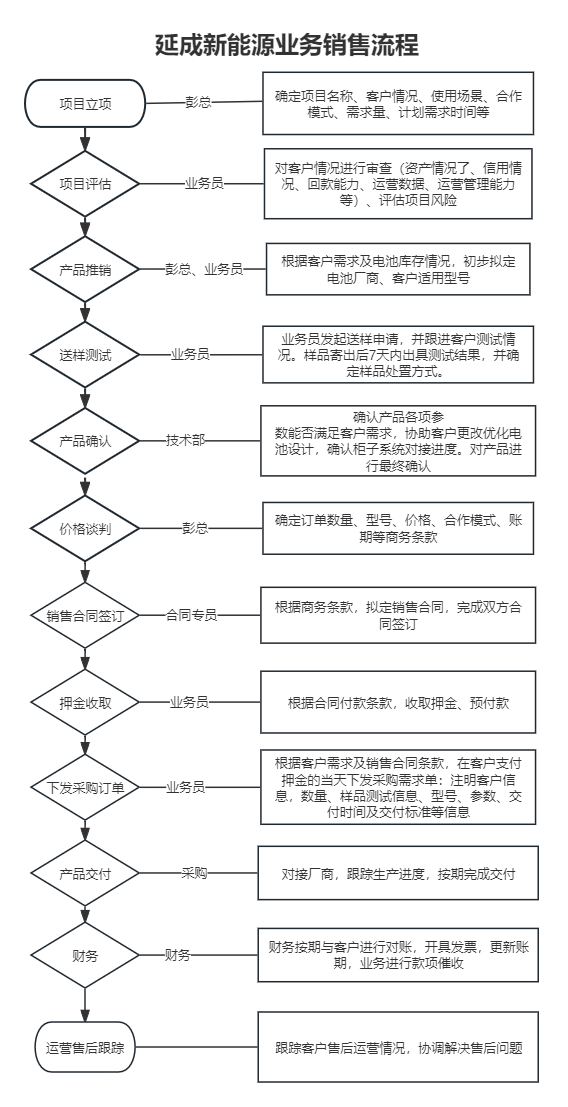 延成新能源业务销售流程
项目立项
彭总
确定项目名称、客户情况、使用场景、合作
模式、需求量、计划需求时间等
项目评估
业务员
对客户情况进行审查（资产情况了、信用情
况、回款能力、运营数据、运营管理能力
等）、评估项目风险
产品推销
彭总、业务员
根据客户需求及电池库存情况，初步拟定
电池厂商、客户适用型号
送样测试
业务员
业务员发起送样申请，并跟进客户测试情
况。样品寄出后7天内出具测试结果，并确
定样品处置方式。
产品确认
技术部
确认产品各项参
数能否满足客户需求，协助客户更改优化电
池设计，确认柜子系统对接进度。对产品进
行最终确认
价格谈判
彭总
确定订单数量、型号、价格、合作模式、账
期等商务条款
销售合同签订
合同专员
根据商务条款，拟定销售合同，完成双方合
同签订
押金收取
业务员
根据合同付款条款，收取押金、预付款
下发采购订单
业务员
根据客户需求及销售合同条款，在客户支付
押金的当天下发采购需求单：注明客户信
息，数量、样品测试信息、型号、参数、交
付时间及交付标准等信息
产品交付
采购
对接厂商，跟踪生产进度，按期完成交付
财务
财务
财务按期与客户进行对账，开具发票，更新账
期，业务进行款项催收
运营售后跟踪
跟踪客户售后运营情况，协调解决售后问题